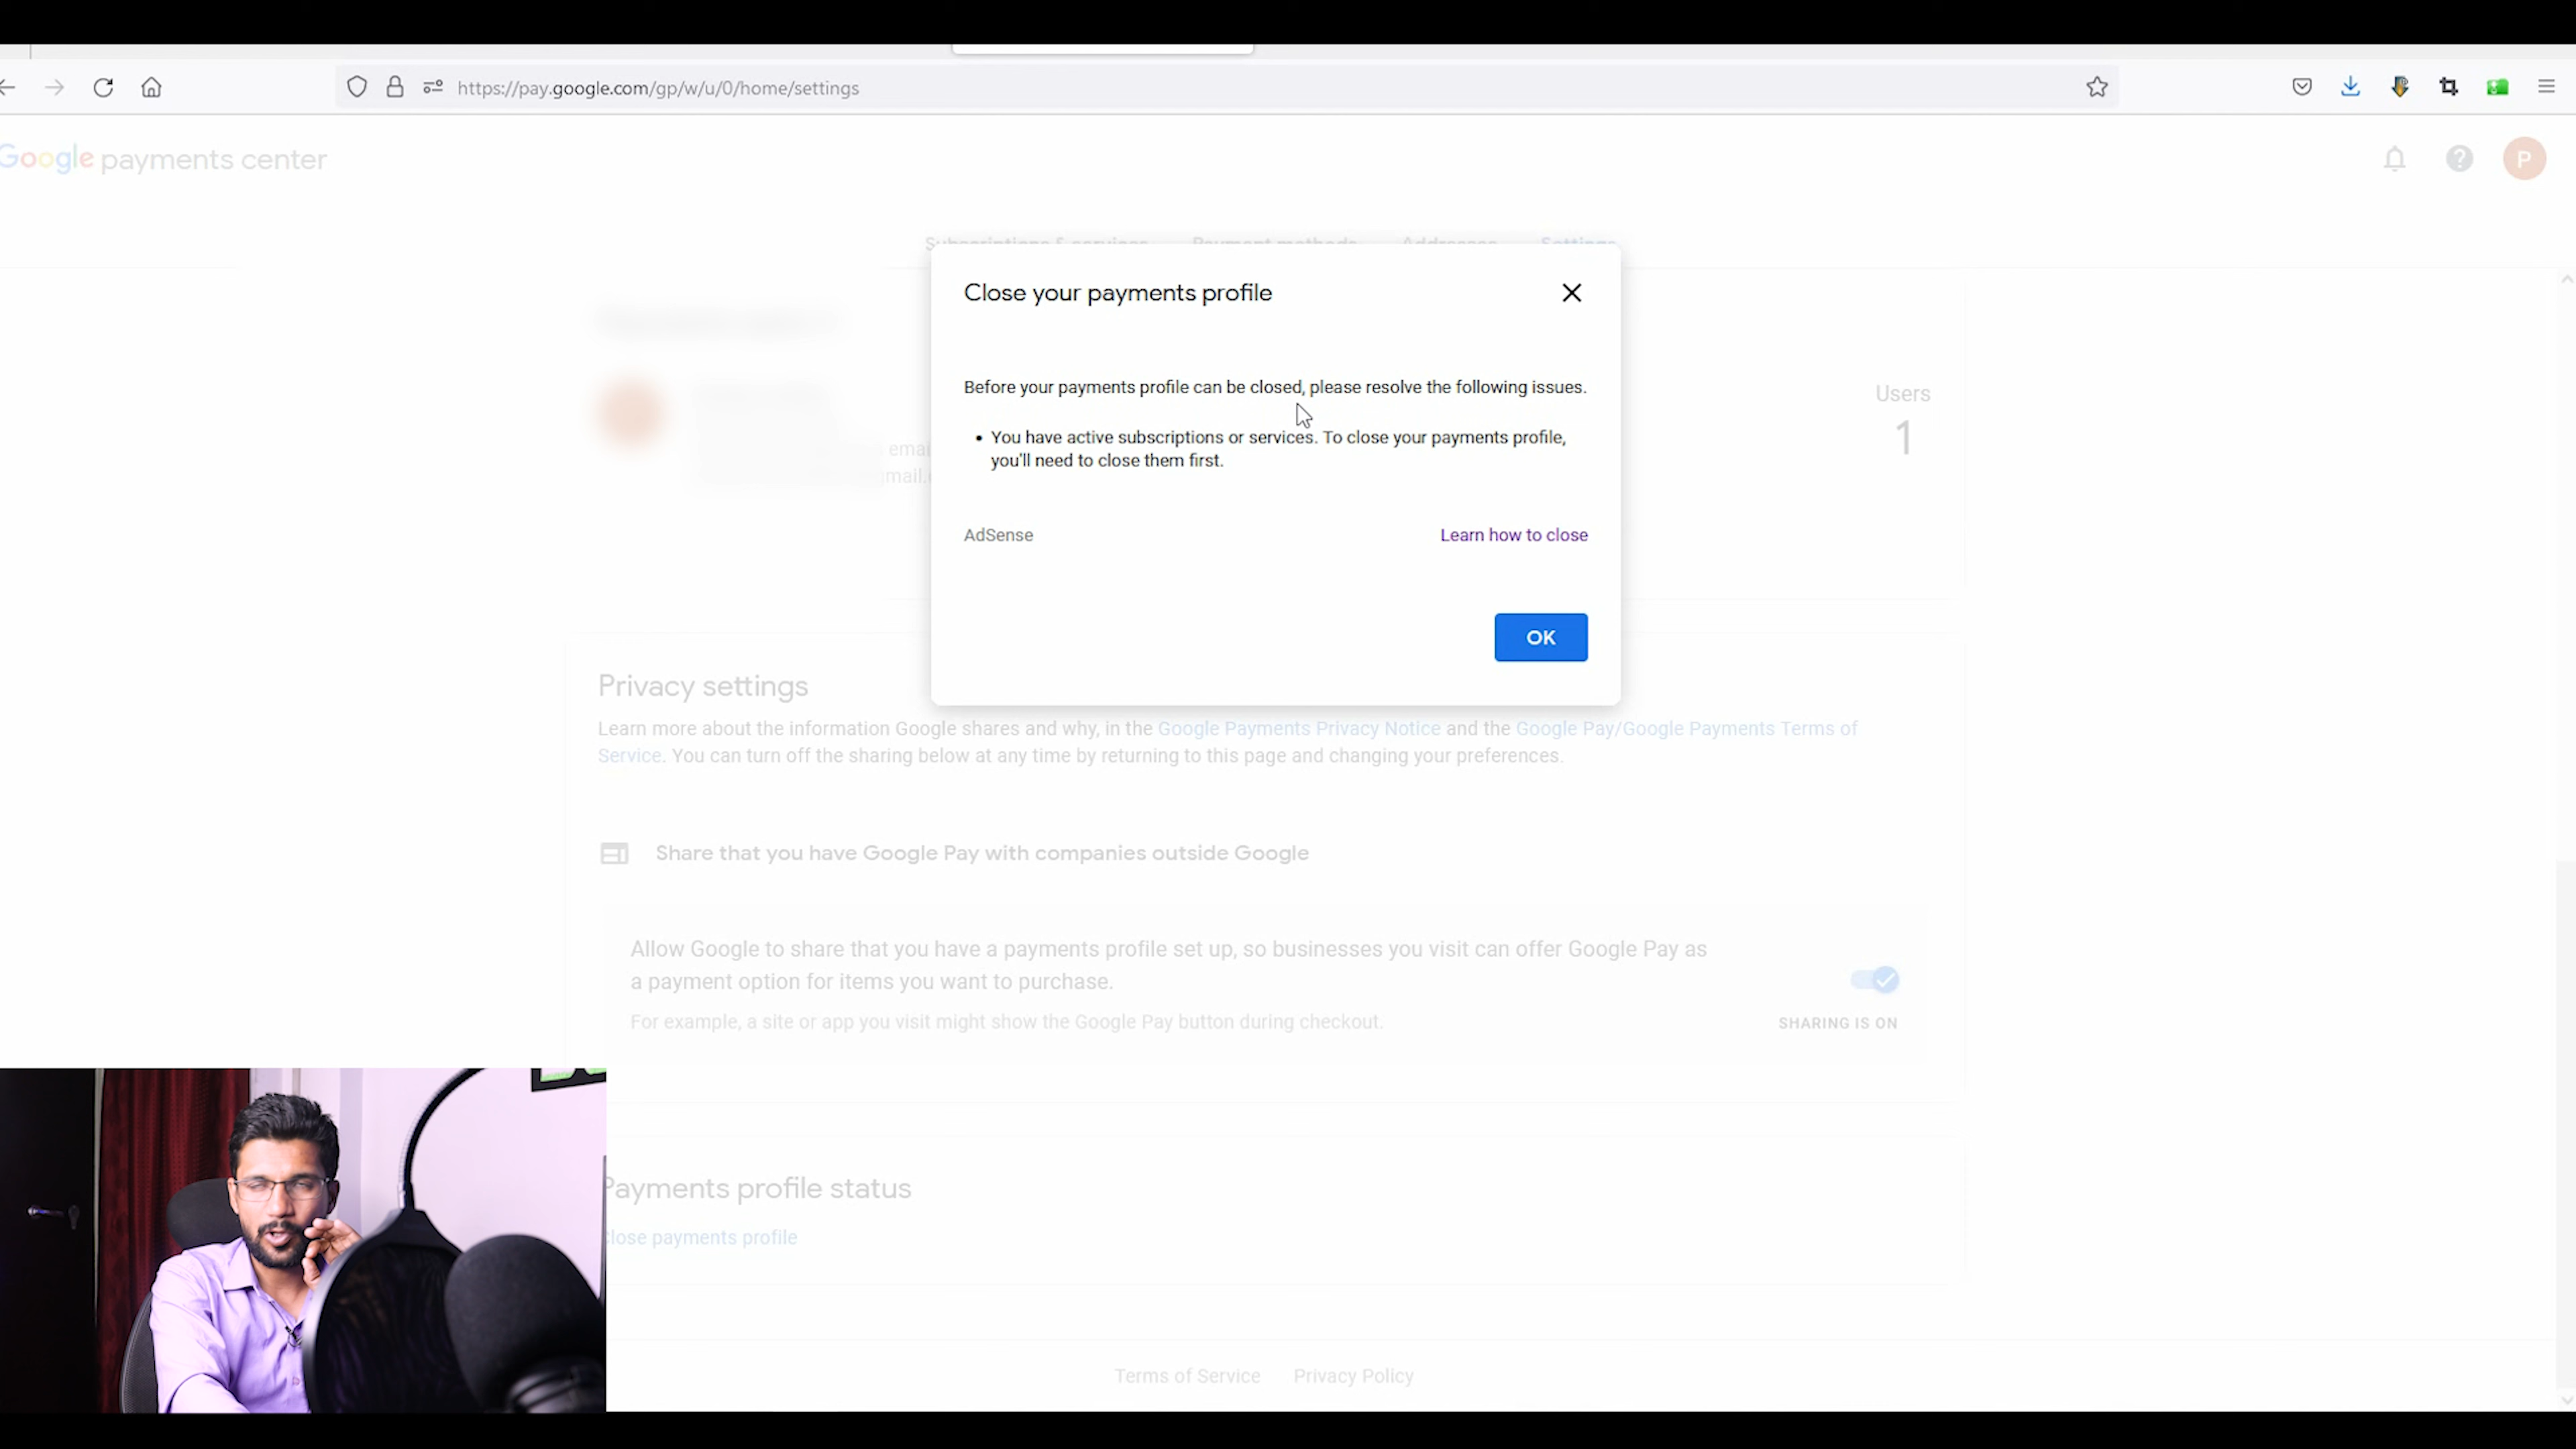 https://pay.google.com/gp/w/u/0/home/settings
Google payments center
P
Subscriptions & services Payment methods Addresses Settings
Close your payments profile
Before your payments profile can be closed, please resolve the following issues.
Users
• You have active subscriptions or services. To close your payments profile,
1
you'll need to close them first.
AdSense Learn how to close
OK
Privacy settings
Learn more about the information Google shares and why, in the Google Payments Privacy Notice and the Google Pay/Google Payments Terms of
Service. You can turn off the sharing below at any time by returning to this page and changing your preferences.
Share that you have Google Pay with companies outside Google
Allow Google to share that you have a payments profile set up, so businesses you visit can offer Google Pay as
a payment option for items you want to purchase.
For example, a site or app you visit might show the Google Pay button during checkout.
SHARING IS ON
Payments profile status
Close payments profile
Terms of Service Privacy Policy